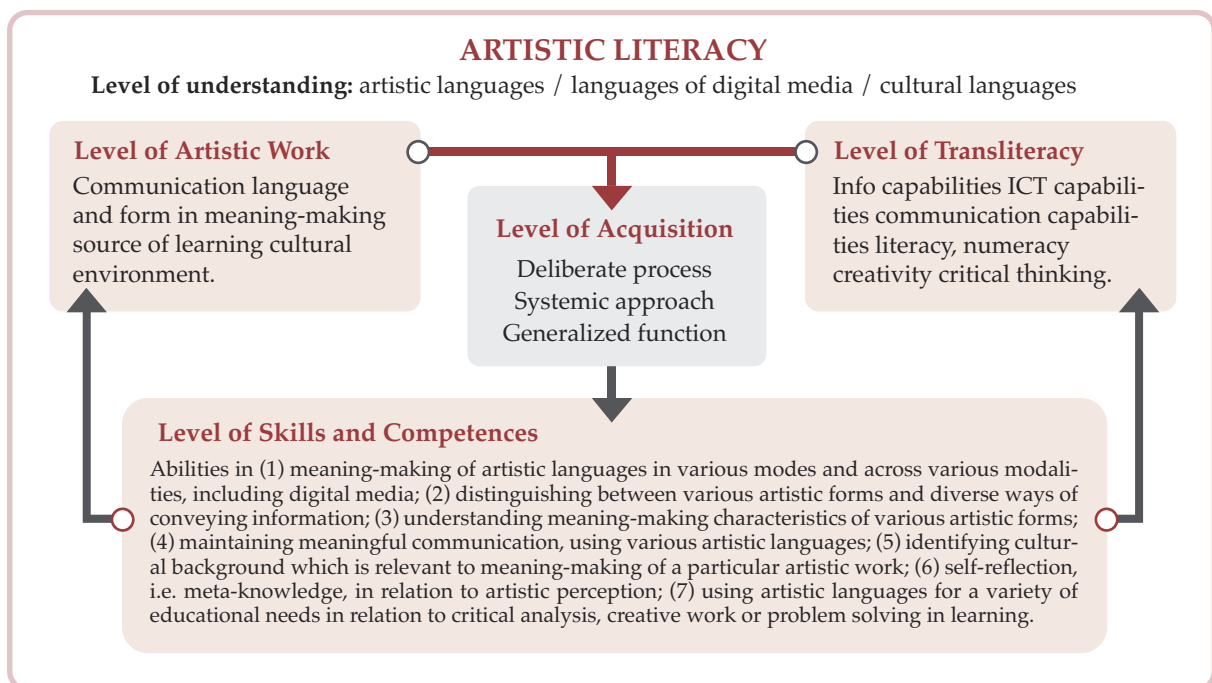 ARTISTIC LITERACY
Level of understanding: artistic languages / languages of digital media / cultural languages
Level of Artistic Work
Communication language
and form in meaning-making
source of learning cultural
environment.
Level of Acquisition
Deliberate process
Systemic approach
Generalized function
Level of Transliteracy
Info capabilities ICT capabili-
ties communication capabili-
ties literacy, numeracy
creativity critical thinking.
Level of Skills and Competences
Abilities in (1) meaning-making of artistic languages in various modes and across various modali-
ties, including digital media; (2) distinguishing between various artistic forms and diverse ways of
conveying information; (3) understanding meaning-making characteristics of various artistic forms;
(4) maintaining meaningful communication, using various artistic languages; (5) identifying cultur-
al background which is relevant to meaning-making of a particular artistic work; (6) self-reflection,
i.e. meta-knowledge, in relation to artistic perception; (7) using artistic languages for a variety of
educational needs in relation to critical analysis, creative work or problem solving in learning.